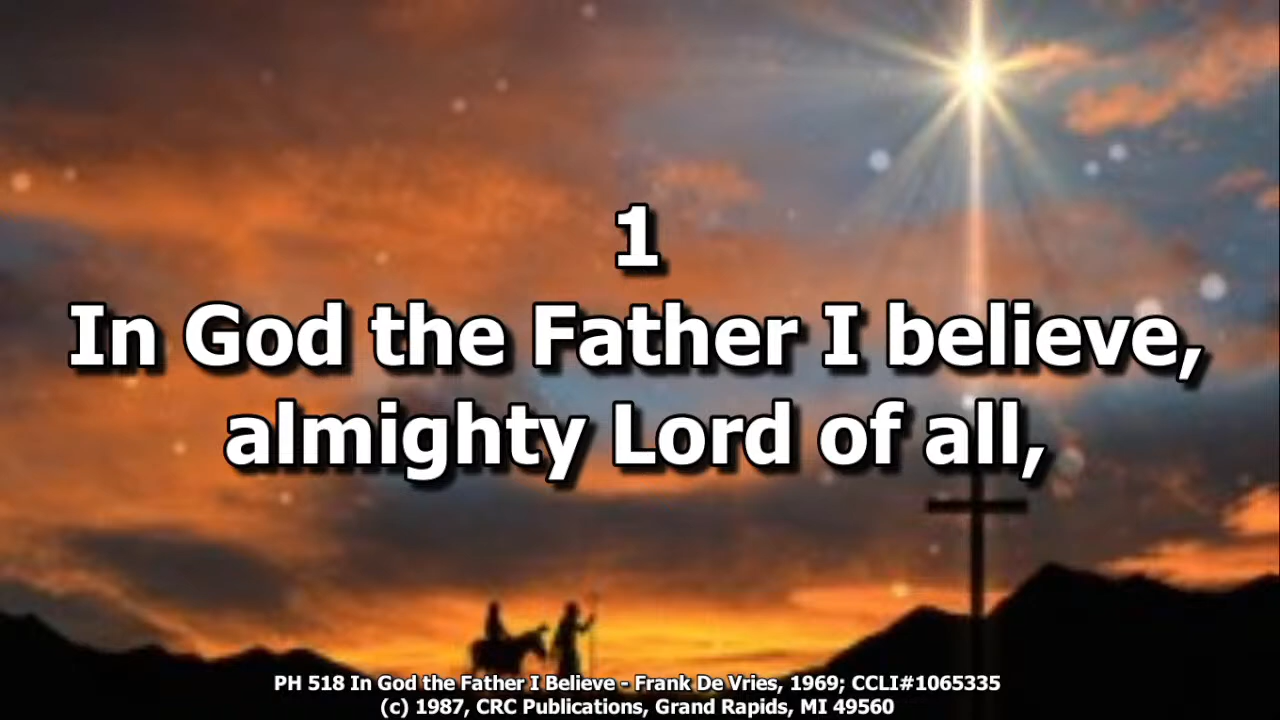 1
In God the Father I believe,
almighty Lord of all,
PH 518 In God the Father I Believe - Frank De Vries, 1969; CCLI#1065335
(c) 1987, CRC Publications, Grand Rapids, MI 49560